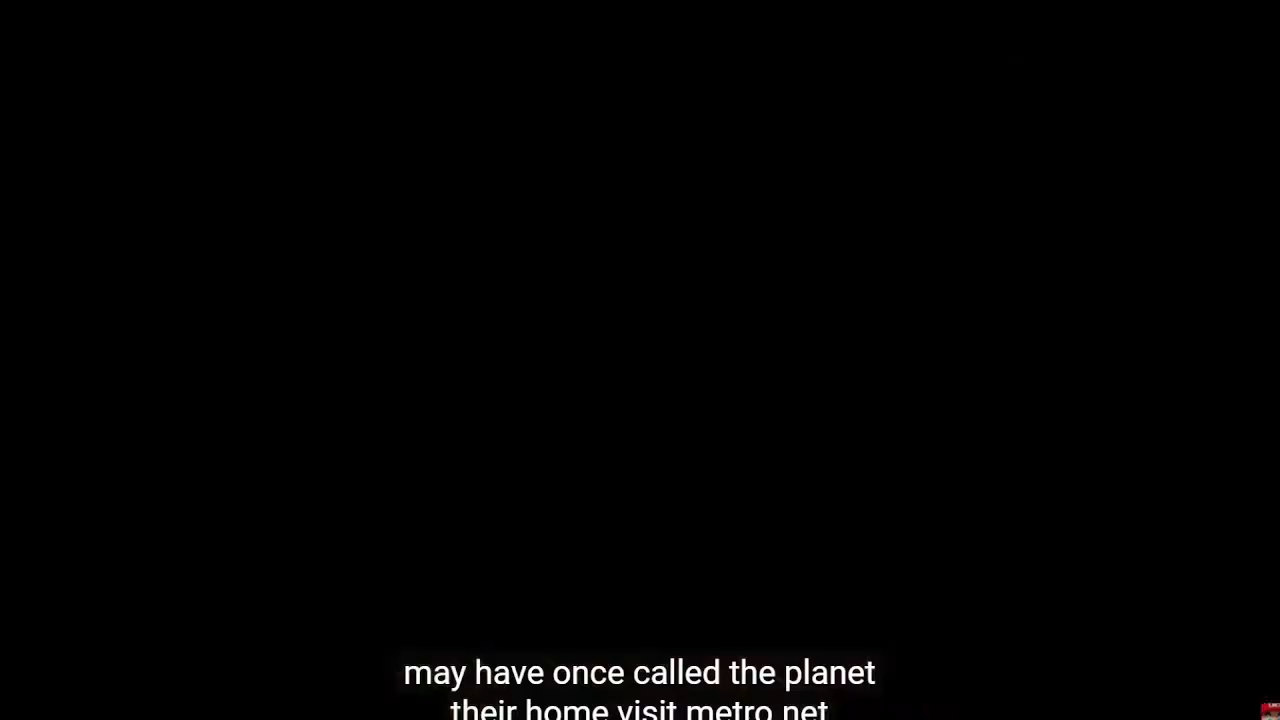 may have once called the planet
their home visit metro net